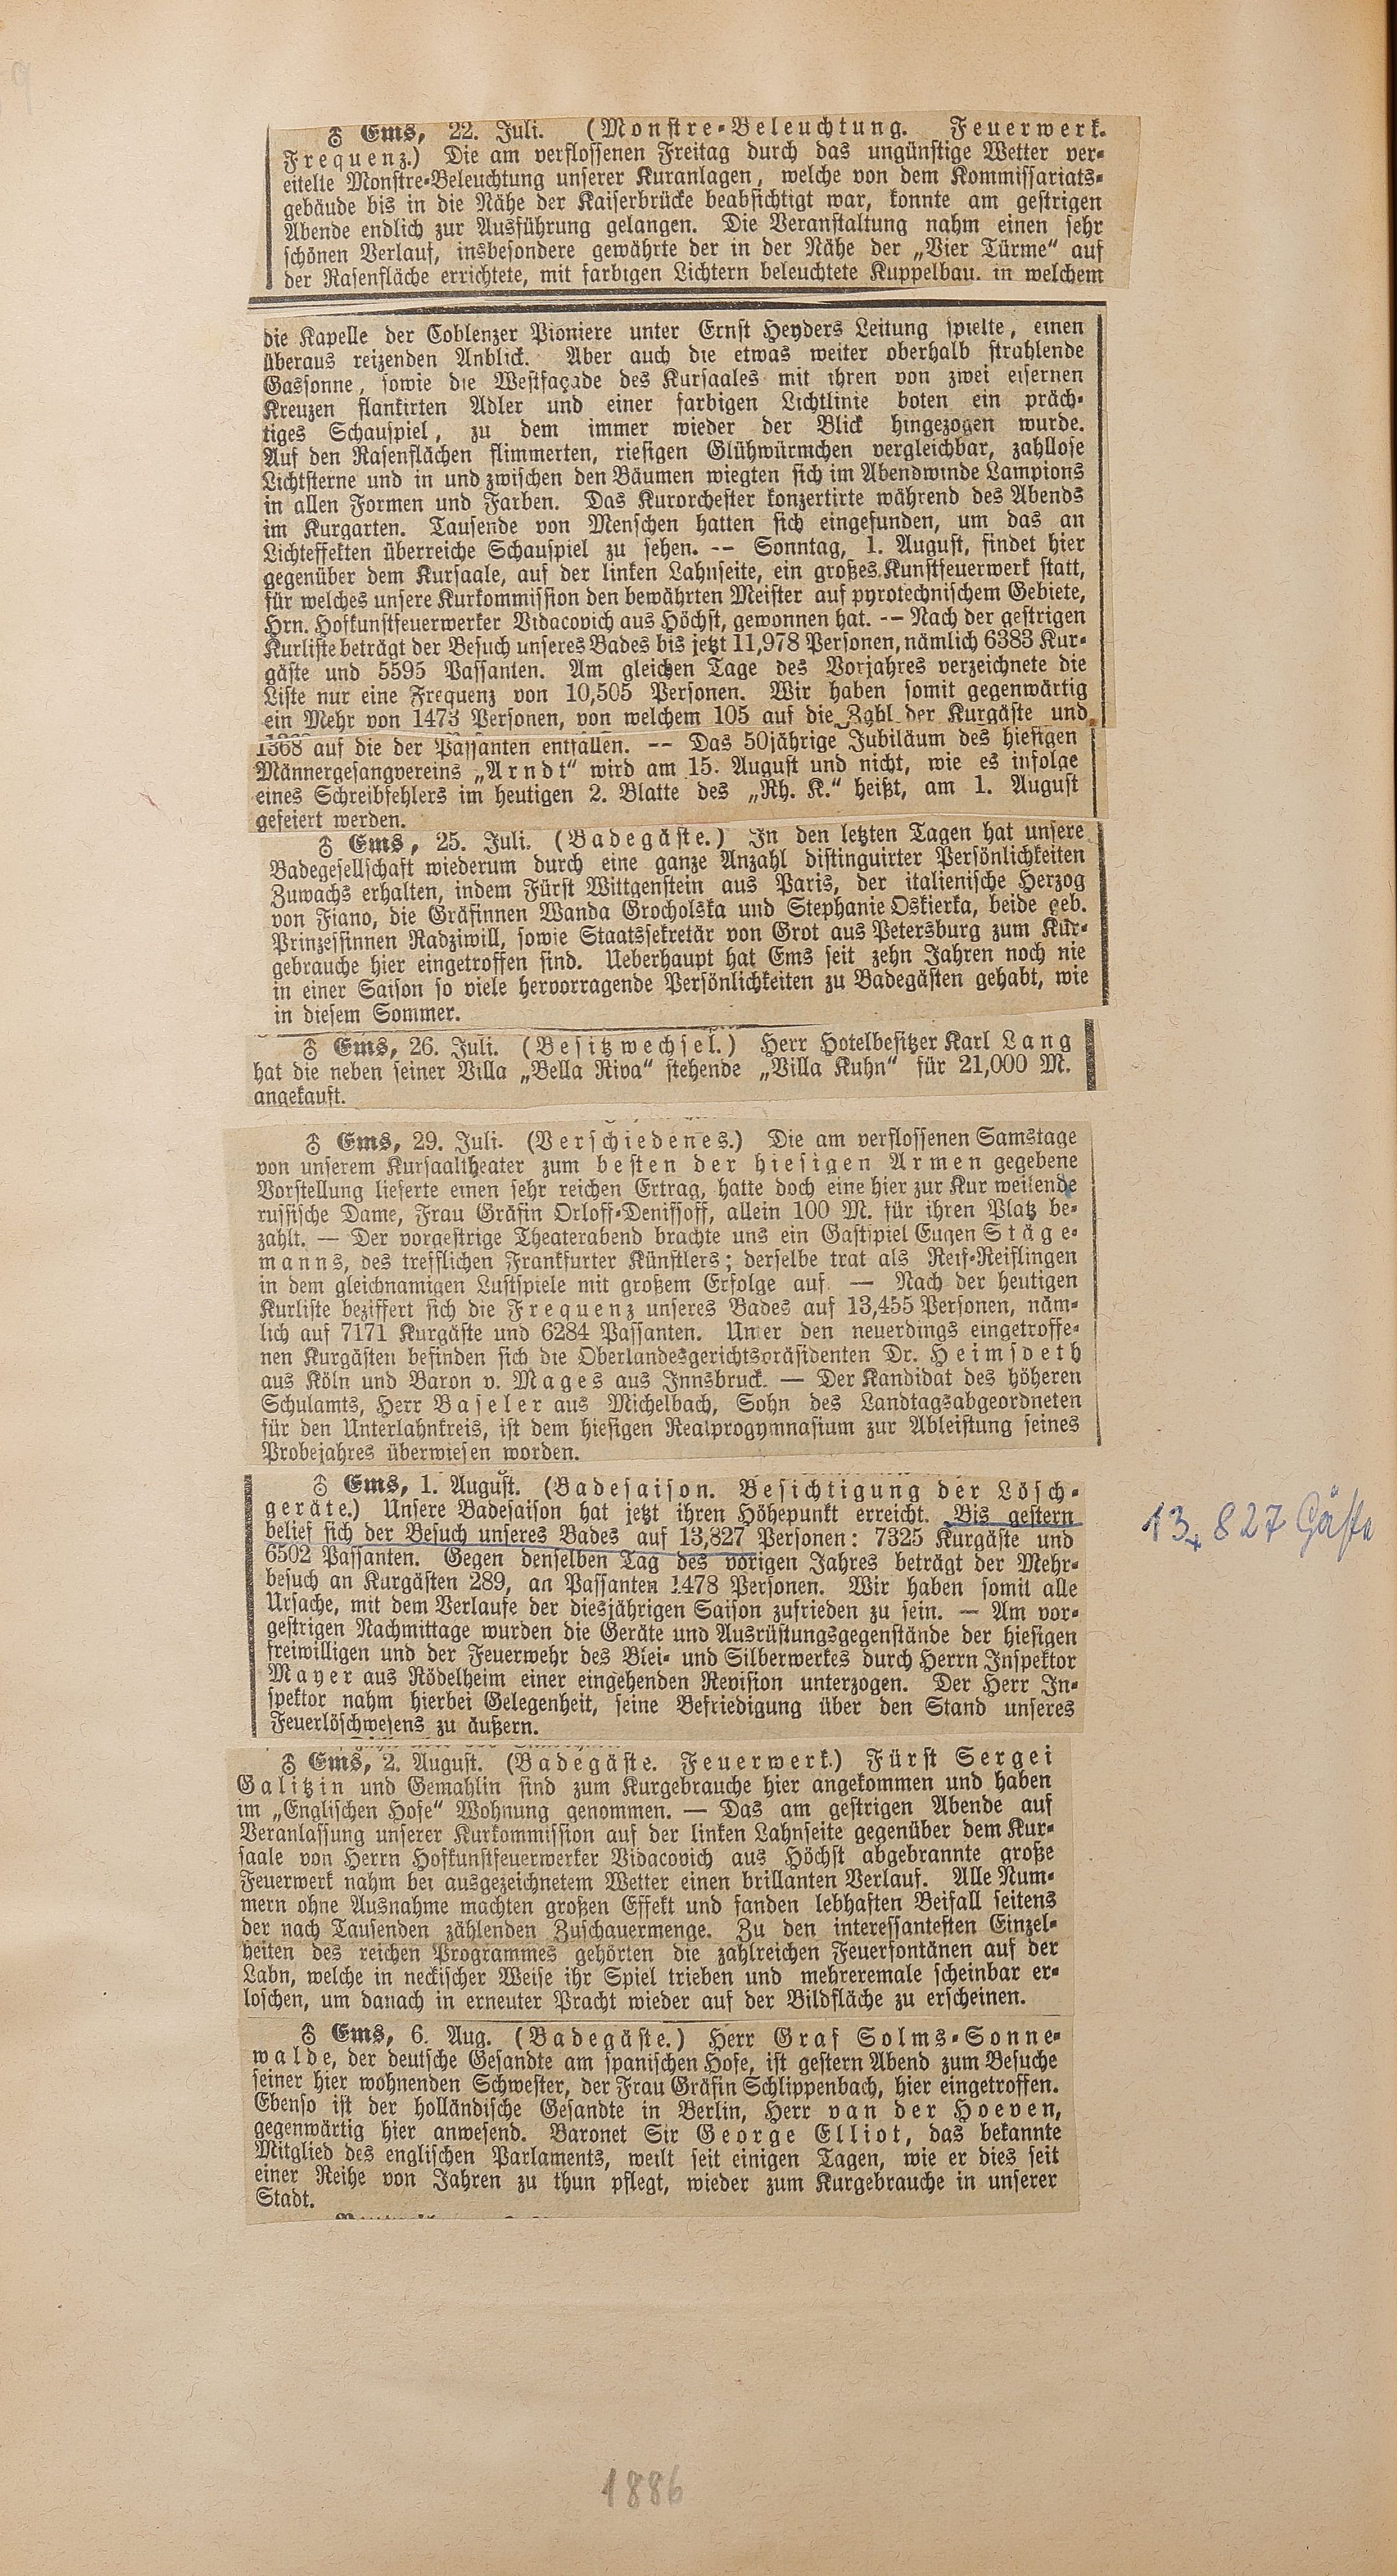 ♁ Ems, 22. Juli. (Monstre-Beleuchtung. Feuerwerk.
Frequenz.) Die am verflossenen Freitag durch das ungünstige Wetter ver-
eitelte Monstre-Beleuchtung unserer Kuranlagen, welche von dem Kommissariats-
gebäude bis in die Nähe der Kaiserbrücke beabsichtigt war, konnte am gestrigen
Abende endlich zur Ausführung gelangen. Die Veranstaltung nahm einen sehr
schönen Verlauf, insbesondere gewährte der in der Nähe der „Vier Türme“ auf
der Rasenfläche errichtete, mit farbigen Lichtern beleuchtete Kuppelbau, in welchem
die Kapelle der Coblenzer Pioniere unter Ernst Heyders Leitung spielte, einen
überaus reizenden Anblick. Aber auch die etwas weiter oberhalb strahlende
Gassonne, sowie die Westfaçade des Kursaales mit ihren von zwei eisernen
Kreuzen flankirten Adler und einer farbigen Lichtlinie boten ein präch-
tiges Schauspiel, zu dem immer wieder der Blick hingezogen wurde.
Auf den Rasenflächen flimmerten, riesigen Glühwürmchen vergleichbar, zahllose
Lichtsterne und in und zwischen den Bäumen wiegten sich im Abendwinde Lampions
in allen Formen und Farben. Das Kurorchester konzertirte während des Abends
im Kurgarten. Tausende von Menschen hatten sich eingefunden, um das an
Lichteffekten überreiche Schauspiel zu sehen. -- Sonntag, 1. August, findet hier
gegenüber dem Kursaale, auf der linken Lahnseite, ein großes Kunstfeuerwerk statt,
für welches unsere Kurkommission den bewährten Meister auf pyrotechnischem Gebiete,
Hrn. Hofkunstfeuerwerker Vidacovich aus Höchst, gewonnen hat. -- Nach der gestrigen
Kurliste beträgt der Besuch unseres Bades bis jetzt 11,978 Personen, nämlich 6383 Kur-
gäste und 5595 Passanten. Am gleichen Tage des Vorjahres verzeichnete die
Liste nur eine Frequenz von 10,505 Personen. Wir haben somit gegenwärtig
ein Mehr von 1473 Personen, von welchem 105 auf die Zahl der Kurgäste und
1368 auf die der Passanten entfallen. -- Das 50jährige Jubiläum des hiesigen
Männergesangvereins „Arndt“ wird am 15. August und nicht, wie es infolge
eines Schreibfehlers im heutigen 2. Blatte des „Rh. K.“ heißt, am 1. August
gefeiert werden.
♁ Ems, 25. Juli. (Badegäste.) In den letzten Tagen hat unsere
Badegesellschaft wiederum durch eine ganze Anzahl distinguirter Persönlichkeiten
Zuwachs erhalten, indem Fürst Wittgenstein aus Paris, der italienische Herzog
von Fiano, die Gräfinnen Wanda Grocholska und Stephanie Oskierka, beide geb.
Prinzessinnen Radziwill, sowie Staatssekretär von Grot aus Petersburg zum Kur-
gebrauche hier eingetroffen sind. Ueberhaupt hat Ems seit zehn Jahren noch nie
in einer Saison so viele hervorragende Persönlichkeiten zu Badegästen gehabt, wie
in diesem Sommer.
♁ Ems, 26. Juli. (Besitzwechsel.) Herr Hotelbesitzer Karl Lang
hat die neben seiner Villa „Bella Riva“ stehende „Villa Kuhn“ für 21,000 M.
angekauft.
♁ Ems, 29. Juli. (Verschiedenes.) Die am verflossenen Samstage
von unserem Kursaaltheater zum besten der hiesigen Armen gegebene
Vorstellung lieferte einen sehr reichen Ertrag, hatte doch eine hier zur Kur weilende
russische Dame, Frau Gräfin Orloff-Denissoff, allein 100 M. für ihren Platz be-
zahlt. — Der vorgestrige Theaterabend brachte uns ein Gastspiel Eugen Stäge-
manns, des trefflichen Frankfurter Künstlers; derselbe trat als Reif-Reiflingen
in dem gleichnamigen Lustspiele mit großem Erfolge auf. — Nach der heutigen
Kurliste beziffert sich die Frequenz unseres Bades auf 13,455 Personen, näm-
lich auf 7171 Kurgäste und 6284 Passanten. Unter den neuerdings eingetroffe-
nen Kurgästen befinden sich die Oberlandesgerichtspräsidenten Dr. Heimsoeth
aus Köln und Baron v. Mages aus Innsbruck. — Der Kandidat des höheren
Schulamts, Herr Baseler aus Michelbach, Sohn des Landtagsabgeordneten
für den Unterlahnkreis, ist dem hiesigen Realprogymnasium zur Ableistung seines
Probejahres überwiesen worden.
♁ Ems, 1. August. (Badesaison. Besichtigung der Lösch-
geräte.) Unsere Badesaison hat jetzt ihren Höhepunkt erreicht. Bis gestern
belief sich der Besuch unseres Bades auf 13,827 Personen: 7325 Kurgäste und
6502 Passanten. Gegen denselben Tag des vorigen Jahres beträgt der Mehr-
besuch an Kurgästen 289, an Passanten 1478 Personen. Wir haben somit alle
Ursache, mit dem Verlaufe der diesjährigen Saison zufrieden zu sein. — Am vor-
gestrigen Nachmittage wurden die Geräte und Ausrüstungsgegenstände der hiesigen
freiwilligen und der Feuerwehr des Blei- und Silberwerkes durch Herrn Inspektor
Mayer aus Rödelheim einer eingehenden Revision unterzogen. Der Herr In-
spektor nahm hierbei Gelegenheit, seine Befriedigung über den Stand unseres
Feuerlöschwesens zu äußern.
13,827 Gäste
♁ Ems, 2. August. (Badegäste. Feuerwerk.) Fürst Sergei
Galitzin und Gemahlin sind zum Kurgebrauche hier angekommen und haben
im „Englischen Hofe“ Wohnung genommen. — Das am gestrigen Abende auf
Veranlassung unserer Kurkommission auf der linken Lahnseite gegenüber dem Kur-
saale von Herrn Hofkunstfeuerwerker Vidacovich aus Höchst abgebrannte große
Feuerwerk nahm bei ausgezeichnetem Wetter einen brillanten Verlauf. Alle Num-
mern ohne Ausnahme machten großen Effekt und fanden lebhaften Beifall seitens
der nach Tausenden zählenden Zuschauermenge. Zu den interessantesten Einzel-
heiten des reichen Programmes gehörten die zahlreichen Feuerfontänen auf der
Lahn, welche in neckischer Weise ihr Spiel trieben und mehreremale scheinbar er-
loschen, um danach in erneuter Pracht wieder auf der Bildfläche zu erscheinen.
♁ Ems, 6. Aug. (Badegäste.) Herr Graf Solms-Sonne-
walde, der deutsche Gesandte am spanischen Hofe, ist gestern Abend zum Besuche
seiner hier wohnenden Schwester, der Frau Gräfin Schlippenbach, hier eingetroffen.
Ebenso ist der holländische Gesandte in Berlin, Herr van der Hoeven,
gegenwärtig hier anwesend. Baronet Sir George Elliot, das bekannte
Mitglied des englischen Parlaments, weilt seit einigen Tagen, wie er dies seit
einer Reihe von Jahren zu thun pflegt, wieder zum Kurgebrauche in unserer
Stadt.
1886